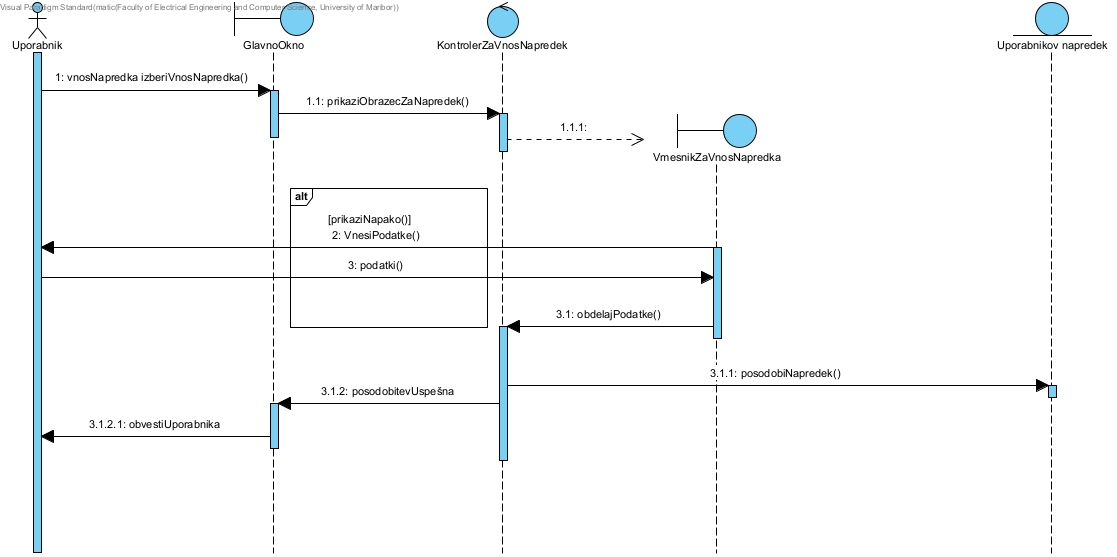 Visual Paradigm Standard(matic(Faculty of Electrical Engineering and Computer Science, University of Maribor))
Uporabnik
GlavnoOkno
KontrolerZaVnosNapredek
Uporabnikov napredek
1: vnosNapredka izberiVnosNapredka()
1.1: prikaziObrazecZaNapredek()
1.1.1:
VmesnikZaVnosNapredka
alt
[prikaziNapako()]
2: VnesiPodatke()
3: podatki()
3.1: obdelajPodatke()
3.1.1: posodobiNapredek()
3.1.2: posodobitevUspešna
3.1.2.1: obvestiUporabnika